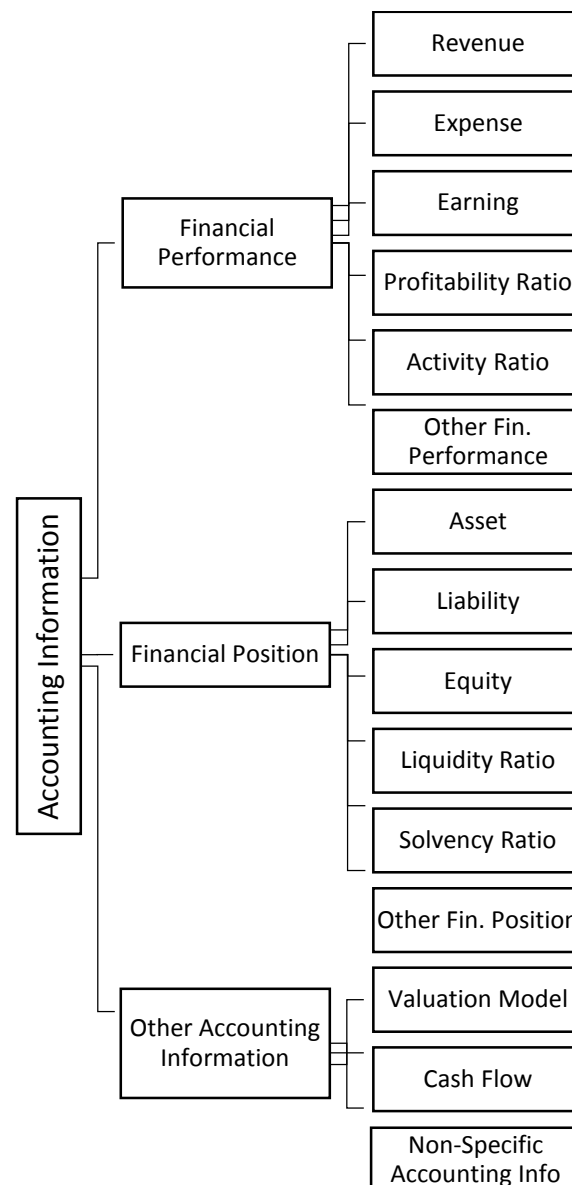 Accounting Information
Financial
Performance
Revenue
Expense
Earning
Profitability Ratio
Activity Ratio
Other Fin.
Performance
Financial Position
Asset
Liability
Equity
Liquidity Ratio
Solvency Ratio
Other Fin. Position
Other Accounting
Information
Valuation Model
Cash Flow
Non-Specific
Accounting Info